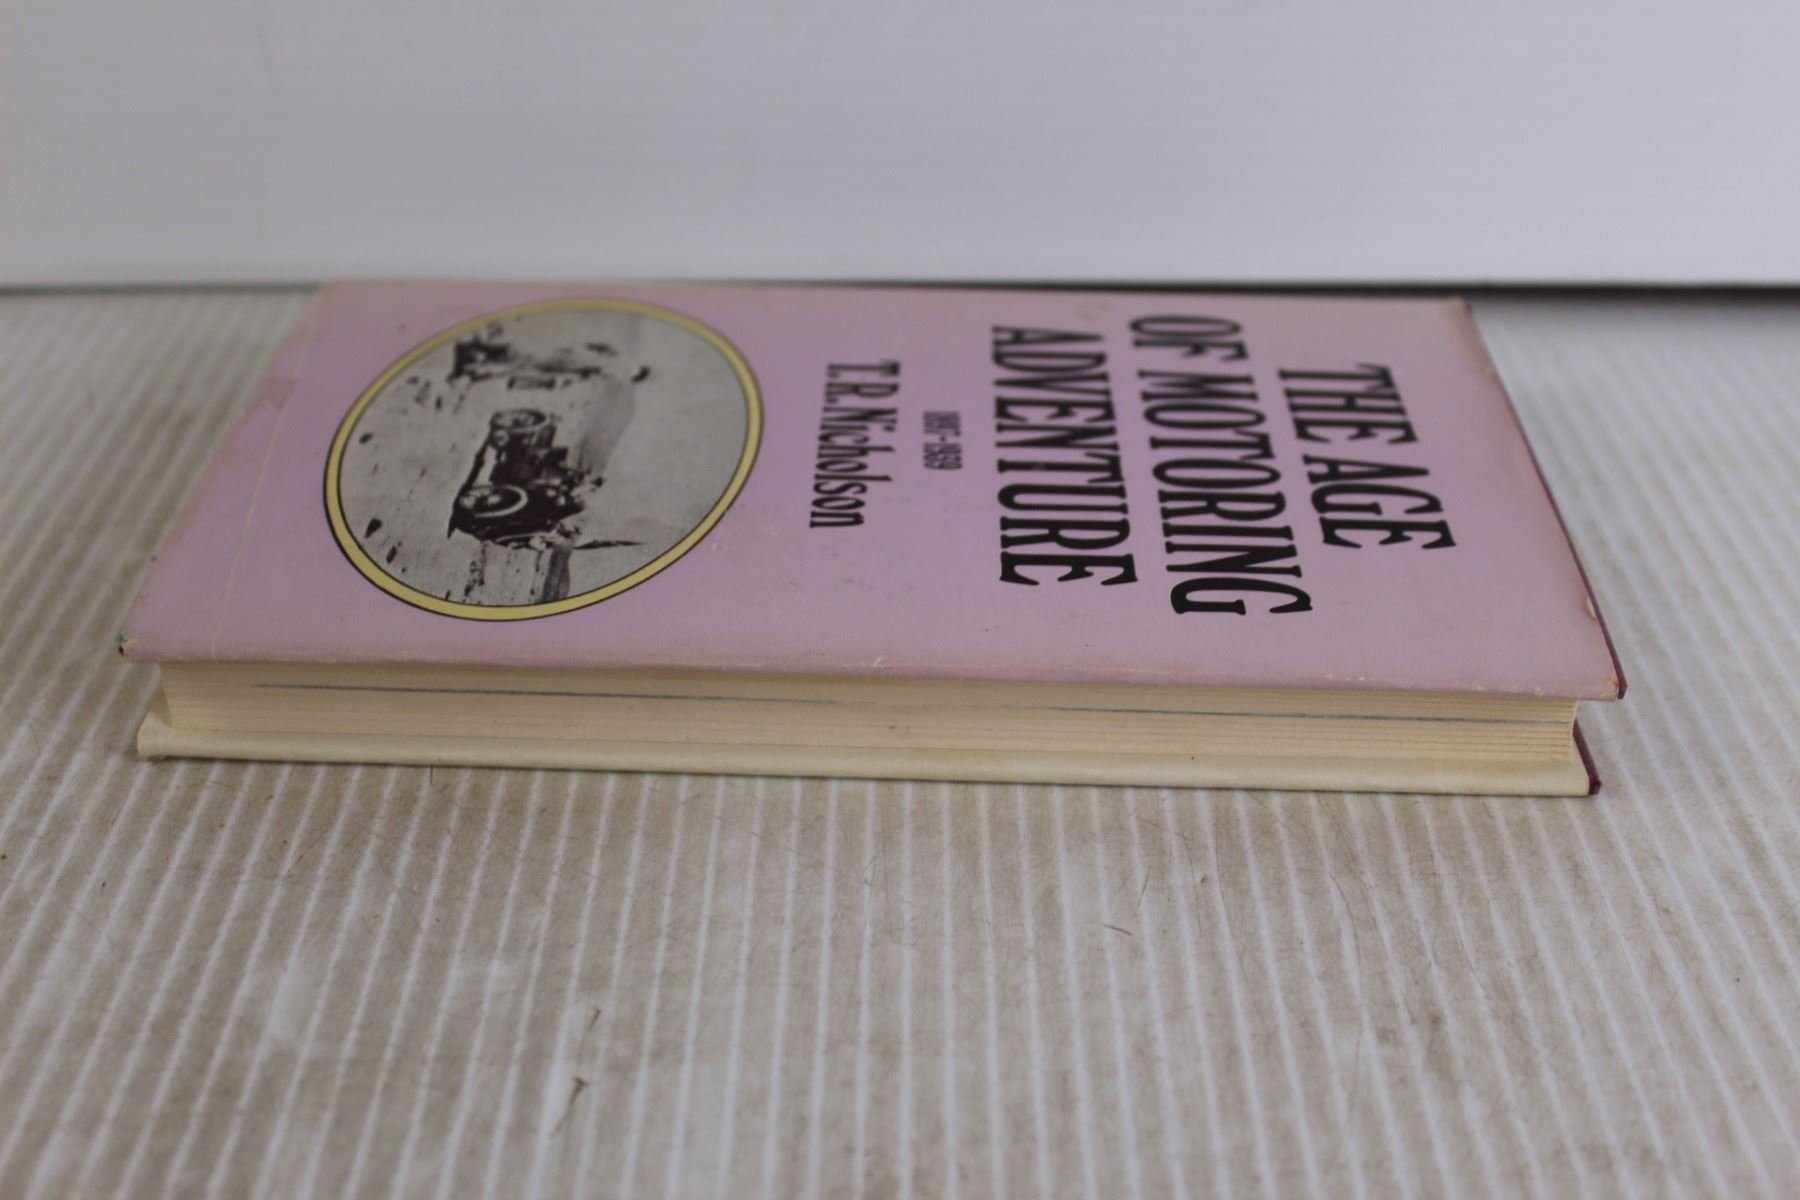 THE AGE
OF MOTORING
ADVENTURE
1897-1939
T.R.Nicholson